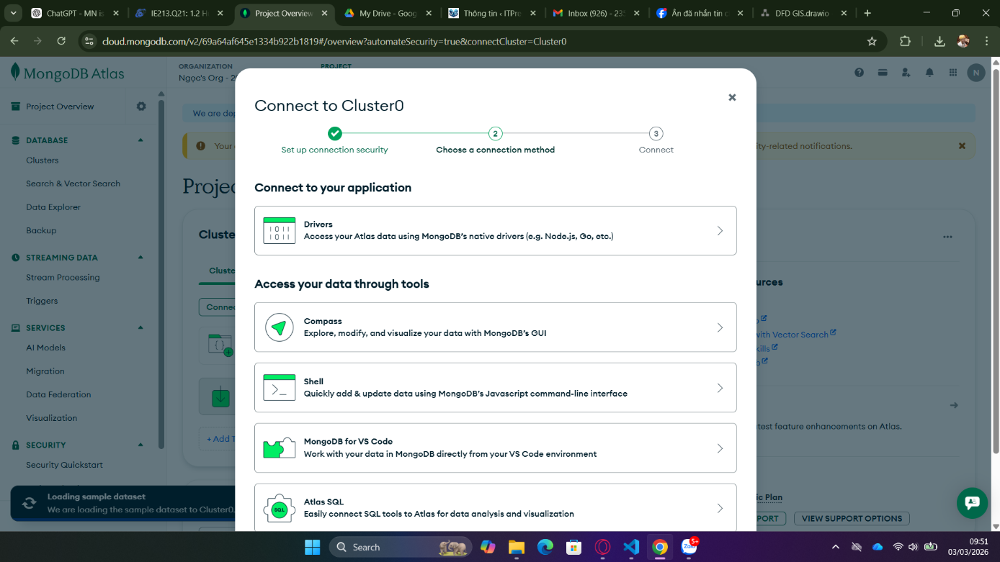 ChatGPT - MN is
IE213.Q21: 1.2 H
Project Overview
My Drive - Goog
Thông tin ‹ ITPre
Inbox (926) - 23
Ân đã nhắn tin c
DFD GIS.drawio
cloud.mongodb.com/v2/69a64af645e1334b922b1819#/overview?automateSecurity=true&connectCluster=Cluster0
MongoDB Atlas
ORGANIZATION
Ngọc's Org - 2
PROJECT
N
Project Overview
We are dep
DATABASE
Clusters
Search & Vector Search
Data Explorer
Backup
STREAMING DATA
Stream Processing
Triggers
SERVICES
AI Models
Migration
Data Federation
Visualization
SECURITY
Security Quickstart
Your
ity-related notifications.
Projec
Cluste
Cluste
Connec
+ Add T
Connect to Cluster0
2
3
Set up connection security
Choose a connection method
Connect
Connect to your application
Drivers
Access your Atlas data using MongoDB's native drivers (e.g. Node.js, Go, etc.)
Access your data through tools
Compass
Explore, modify, and visualize your data with MongoDB's GUI
Shell
Quickly add & update data using MongoDB's Javascript command-line interface
MongoDB for VS Code
Work with your data in MongoDB directly from your VS Code environment
SQL
Atlas SQL
Easily connect SQL tools to Atlas for data analysis and visualization
urces
with Vector Search
kills
test feature enhancements on Atlas.
ic Plan
PORT
VIEW SUPPORT OPTIONS
Loading sample dataset
We are loading the sample dataset to Cluster0.
Search
Zalo
5+
09:51
03/03/2026